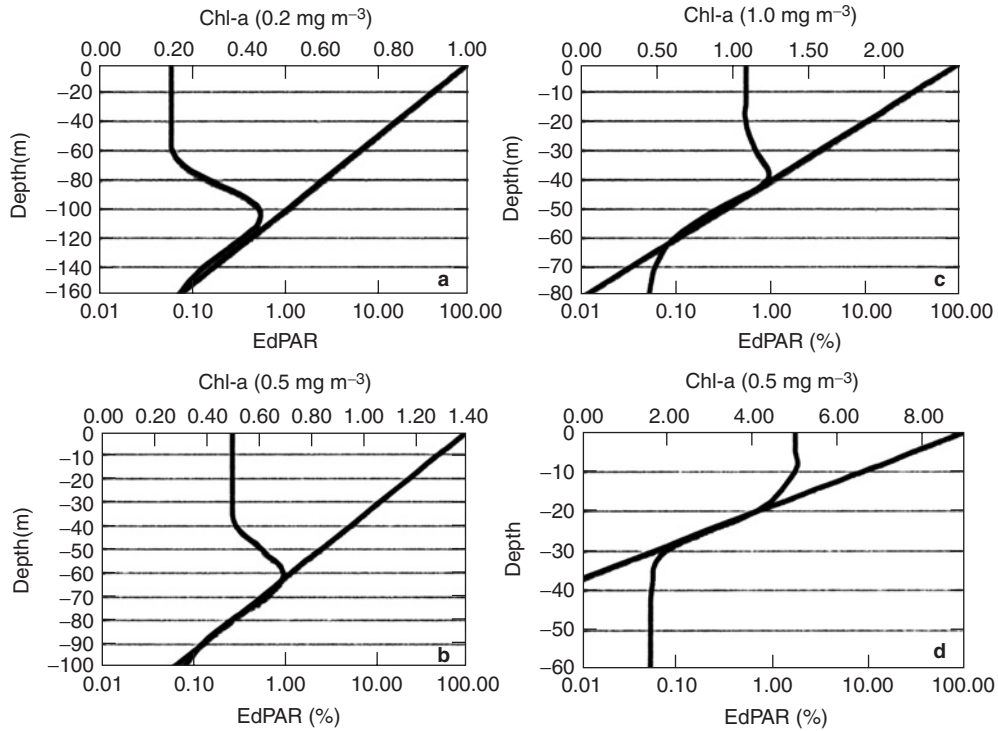 Chl-a (0.2 mg m⁻³)
0.00 0.20 0.40 0.60 0.80 1.00
Depth(m)
0
–20
–40
–60
–80
–100
–120
–140
–160
a
0.01 0.10 1.00 10.00 100.00
EdPAR
Chl-a (1.0 mg m⁻³)
0.00 0.50 1.00 1.50 2.00
Depth(m)
0
–10
–20
–30
–40
–50
–60
–70
–80
c
0.01 0.10 1.00 10.00 100.00
EdPAR (%)
Chl-a (0.5 mg m⁻³)
0.00 0.20 0.40 0.60 0.80 1.00 1.20 1.40
Depth(m)
0
–10
–20
–30
–40
–50
–60
–70
–80
–90
–100
b
0.01 0.10 1.00 10.00 100.00
EdPAR (%)
Chl-a (0.5 mg m⁻³)
0.00 2.00 4.00 6.00 8.00
Depth
0
–10
–20
–30
–40
–50
–60
d
0.01 0.10 1.00 10.00 100.00
EdPAR (%)